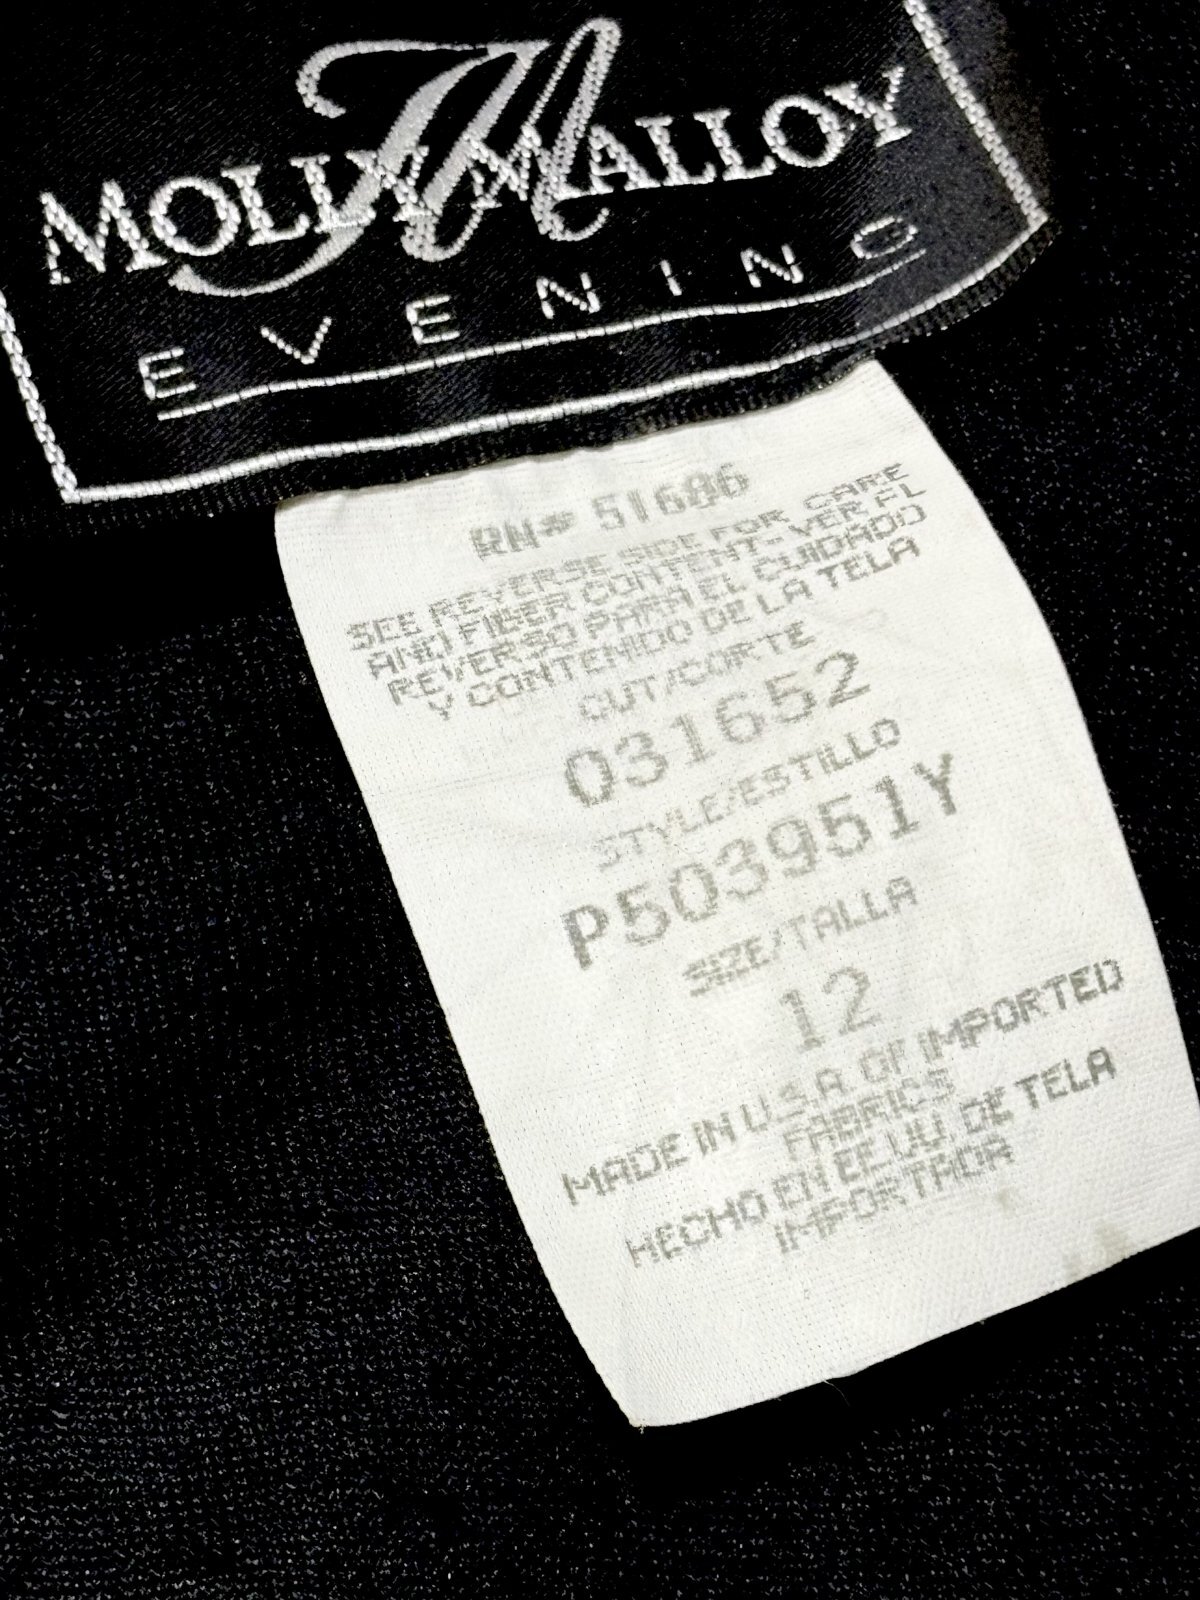 M
MOLLY MALLOY
EVENING
RN# 51686
SEE REVERSE SIDE FOR CARE
AND FIBER CONTENT-VER FL
REVERSO PARA EL CUIDADO
Y CONTENIDO DE LA TELA
CUT/CORTE
031652
STYLE/ESTILLO
P503951Y
SIZE/TALLA
12
MADE IN U.S.A. OF IMPORTED
FABRICS
HECHO EN EE.UU. DE TELA
IMPORTADA